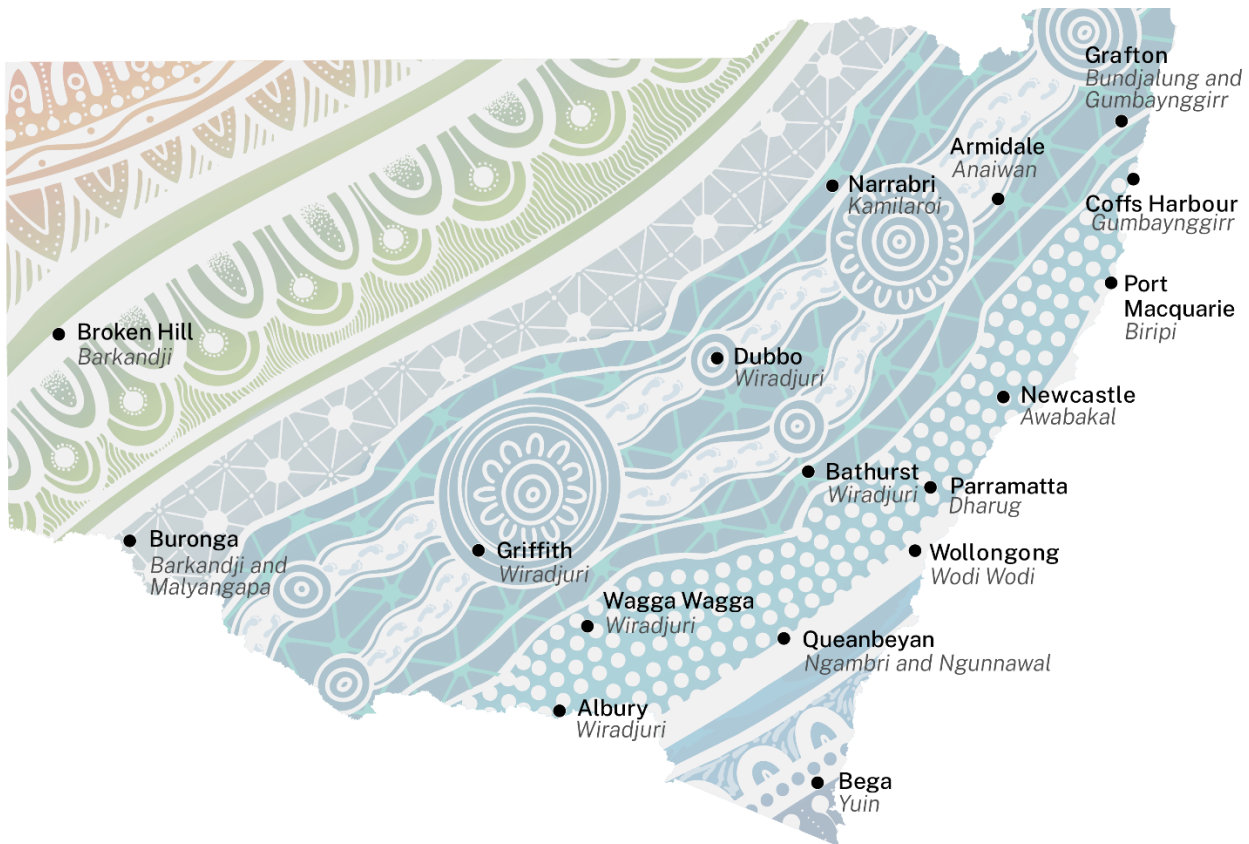 Grafton
Bundjalung and
Gumbaynggirr
Armidale
Anaiwan
Narrabri
Kamilaroi
Coffs Harbour
Gumbaynggirr
Port
Macquarie
Biripi
Broken Hill
Barkandji
Dubbo
Wiradjuri
Newcastle
Awabakal
Bathurst
Wiradjuri
Parramatta
Dharug
Buronga
Barkandji and
Malyangapa
Griffith
Wiradjuri
Wollongong
Wodi Wodi
Wagga Wagga
Wiradjuri
Queanbeyan
Ngambri and Ngunnawal
Albury
Wiradjuri
Bega
Yuin